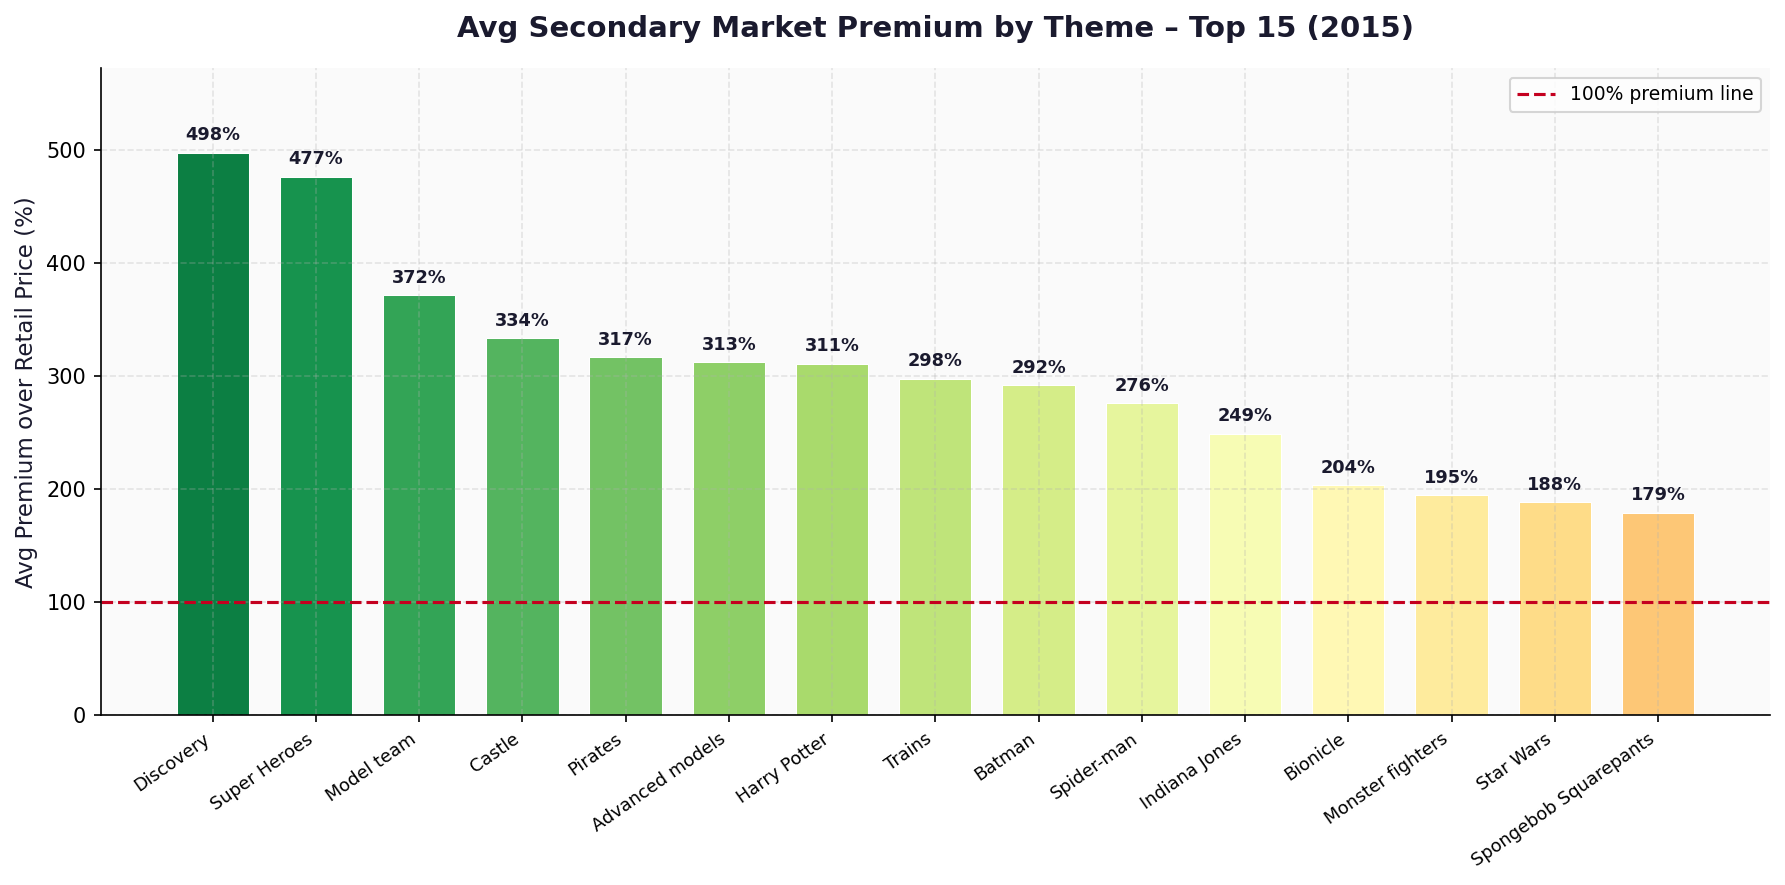 Avg Secondary Market Premium by Theme – Top 15 (2015)
100% premium line
Avg Premium over Retail Price (%)
500
400
300
200
100
0
498%
477%
372%
334%
317%
313%
311%
298%
292%
276%
249%
204%
195%
188%
179%
Discovery
Super Heroes
Model team
Castle
Pirates
Advanced models
Harry Potter
Trains
Batman
Spider-man
Indiana Jones
Bionicle
Monster fighters
Star Wars
Spongebob Squarepants